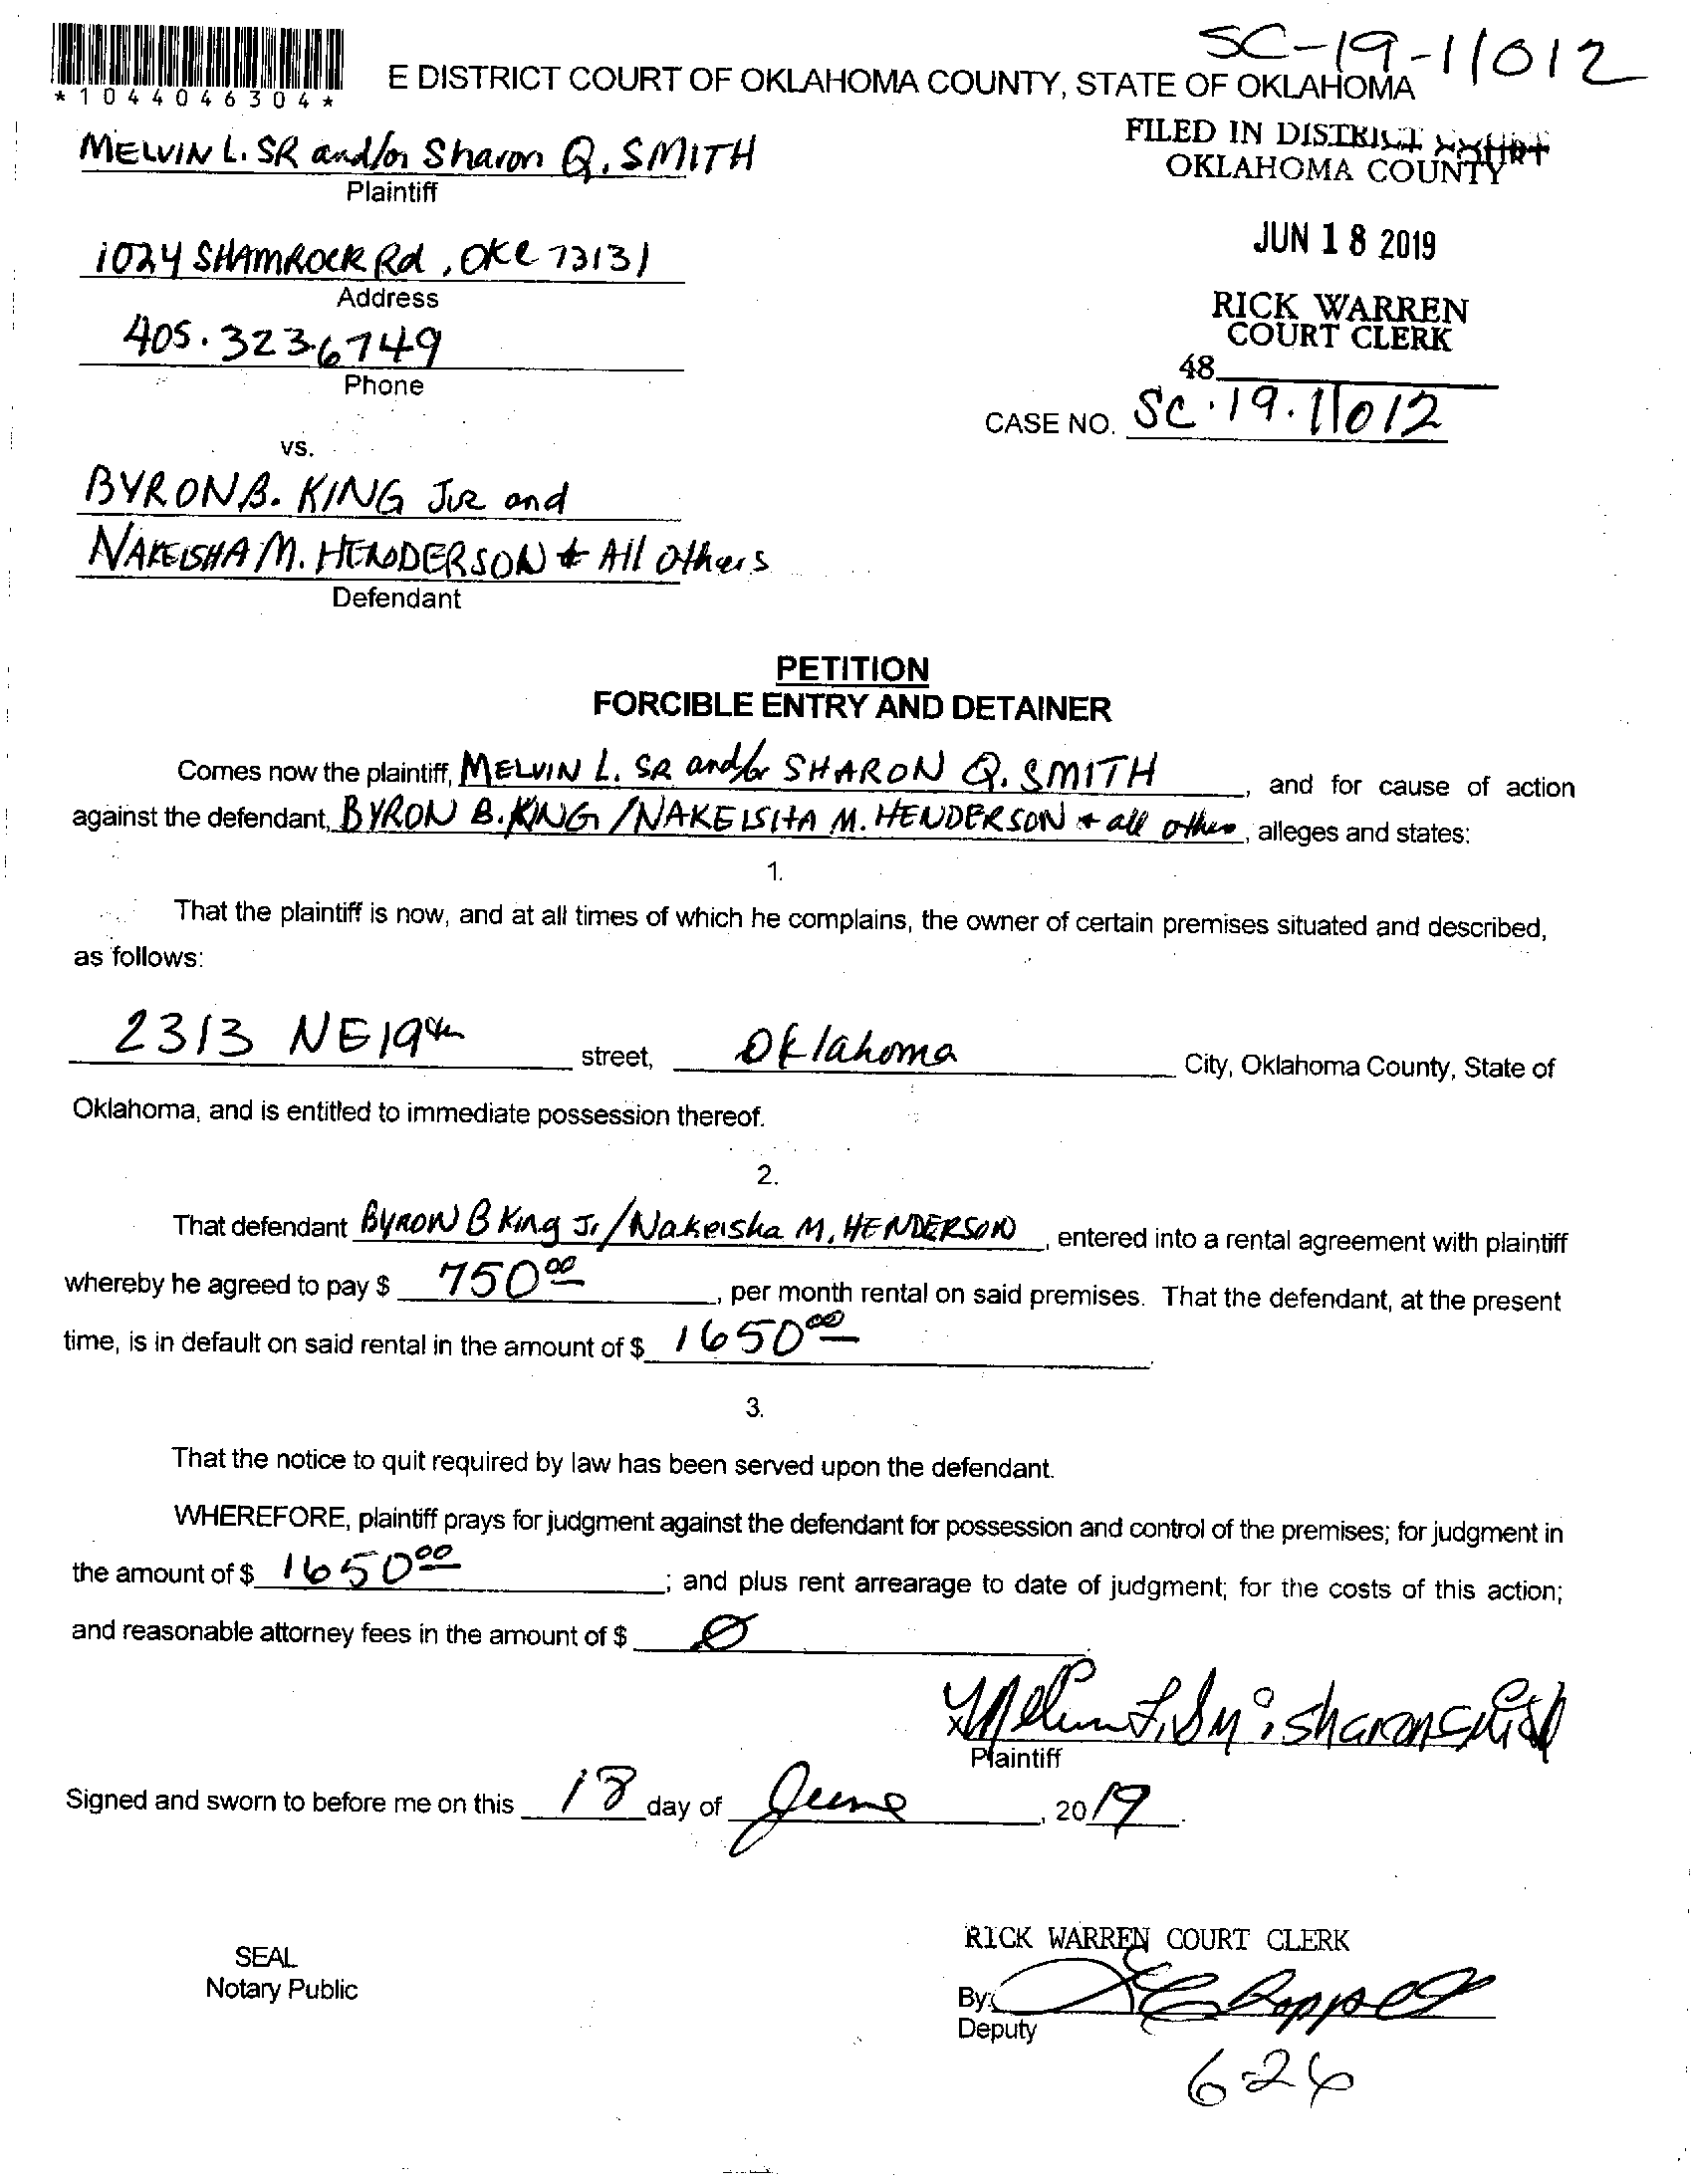 SC-19-11012
*1044046304*
E DISTRICT COURT OF OKLAHOMA COUNTY, STATE OF OKLAHOMA
MELVIN L. SR and/or Sharon Q. SMITH
Plaintiff
FILED IN DISTRICT COURT
OKLAHOMA COUNTY
1024 SHAMROCK Rd, OKC 73131
Address
JUN 18 2019
405.323.6749
Phone
RICK WARREN
COURT CLERK
48
CASE NO. SC.19.11012
vs.
BYRON B. KING Jr and
NAKEISHA M. HENDERSON + All Others
Defendant
PETITION
FORCIBLE ENTRY AND DETAINER
Comes now the plaintiff, MELVIN L. SR and/or SHARON Q. SMITH, and for cause of action
against the defendant, BYRON B. KING/NAKEISHA M. HENDERSON + all others, alleges and states:
1.
That the plaintiff is now, and at all times of which he complains, the owner of certain premises situated and described,
as follows:
2313 NE 19th street, Oklahoma City, Oklahoma County, State of
Oklahoma, and is entitled to immediate possession thereof.
2.
That defendant BYRON B King Jr/Nakeisha M. HENDERSON, entered into a rental agreement with plaintiff
whereby he agreed to pay $ 750.00, per month rental on said premises. That the defendant, at the present
time, is in default on said rental in the amount of $ 1650.00.
3.
That the notice to quit required by law has been served upon the defendant.
WHEREFORE, plaintiff prays for judgment against the defendant for possession and control of the premises; for judgment in
the amount of $ 1650.00; and plus rent arrearage to date of judgment; for the costs of this action;
and reasonable attorney fees in the amount of $ 0
x
Plaintiff
Signed and sworn to before me on this 18 day of June, 2019.
RICK WARREN COURT CLERK
SEAL
Notary Public
By:
Deputy
6-26